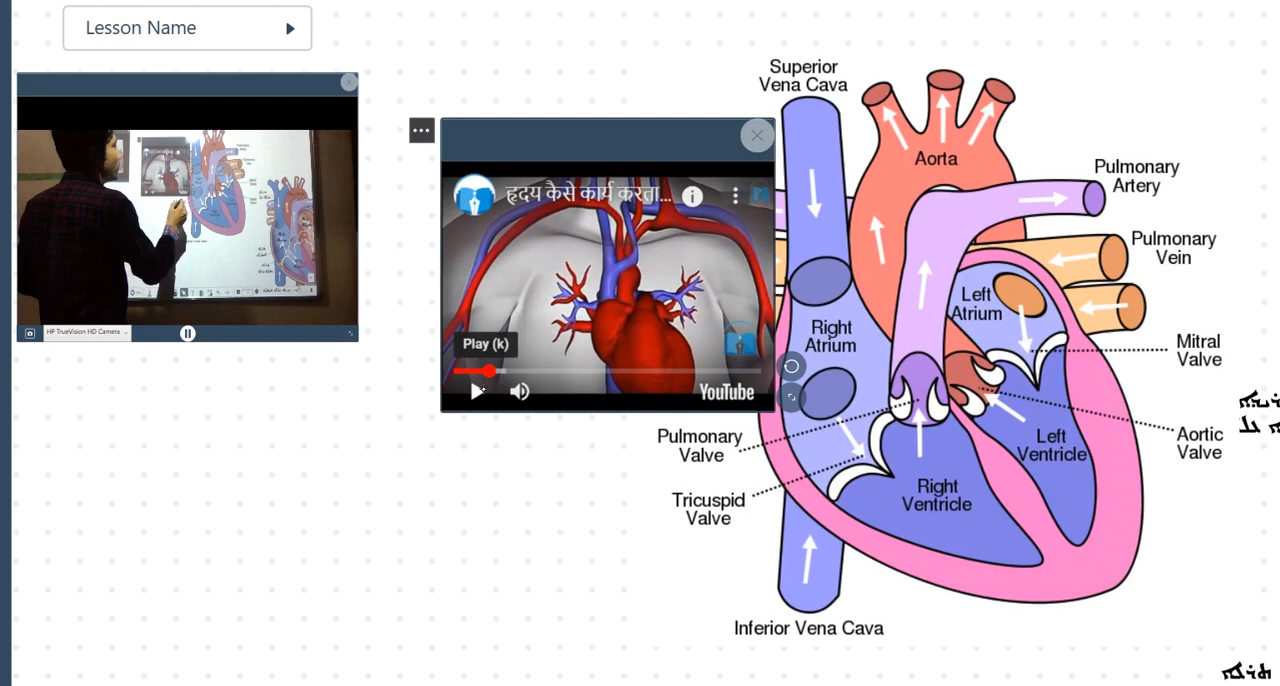 Lesson Name
HP TrueVision HD Camera
हृदय कैसे कार्य करता...
Play (k)
YouTube
Superior
Vena Cava
Aorta
Pulmonary
Artery
Pulmonary
Vein
Left
Atrium
Right
Atrium
Mitral
Valve
Pulmonary
Valve
Aortic
Valve
Left
Ventricle
Tricuspid
Valve
Right
Ventricle
Inferior Vena Cava